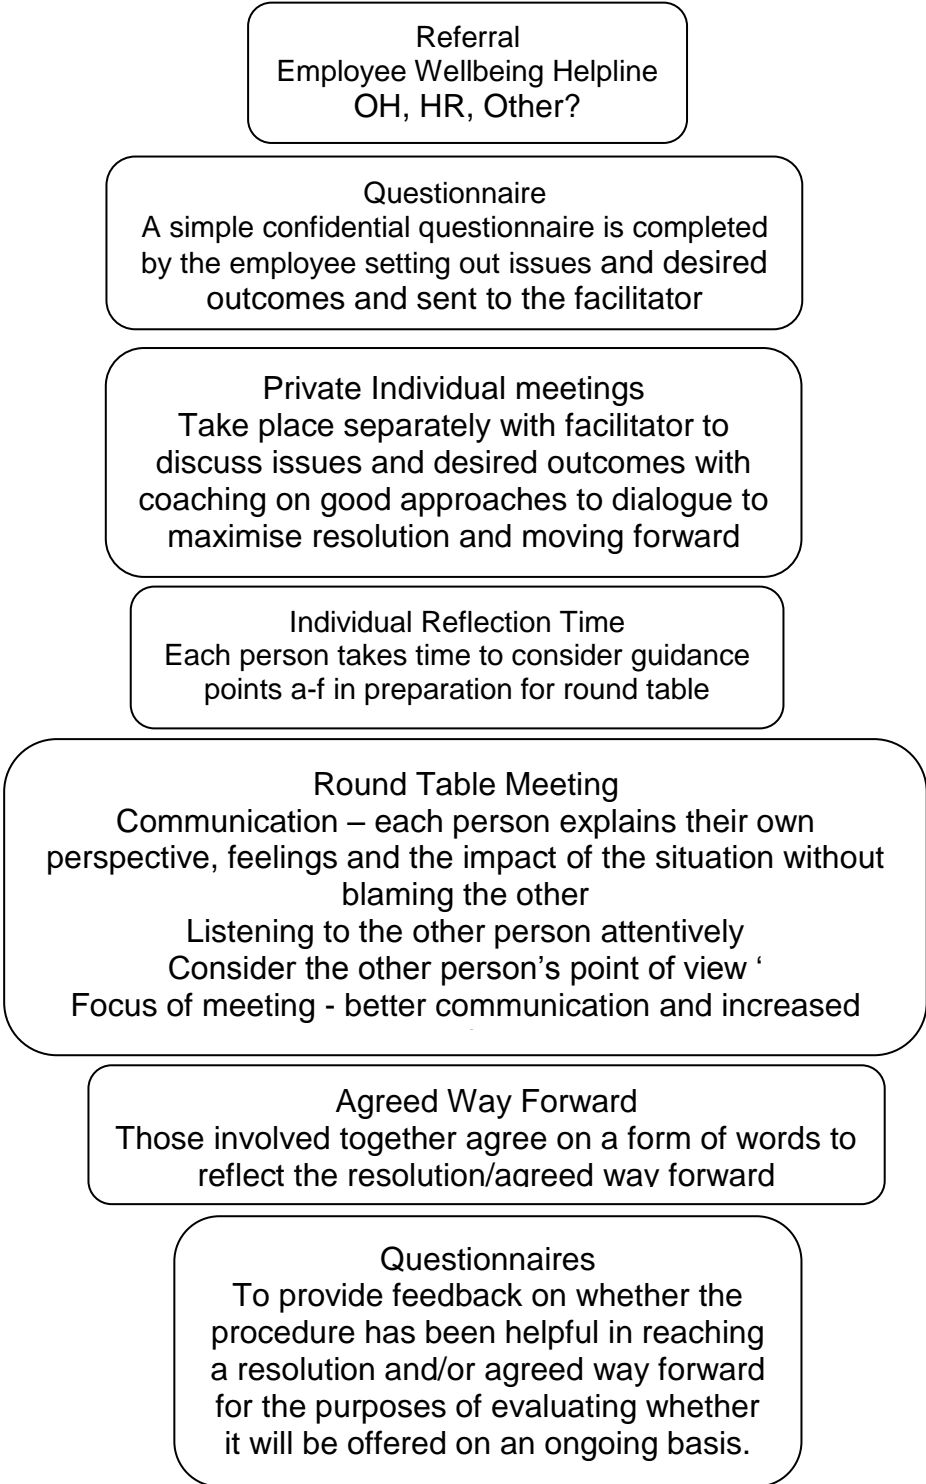 Referral
Employee Wellbeing Helpline
OH, HR, Other?
Questionnaire
A simple confidential questionnaire is completed
by the employee setting out issues and desired
outcomes and sent to the facilitator
Private Individual meetings
Take place separately with facilitator to
discuss issues and desired outcomes with
coaching on good approaches to dialogue to
maximise resolution and moving forward
Individual Reflection Time
Each person takes time to consider guidance
points a-f in preparation for round table
Round Table Meeting
Communication – each person explains their own
perspective, feelings and the impact of the situation without
blaming the other
Listening to the other person attentively
Consider the other person’s point of view ‘
Focus of meeting - better communication and increased
Agreed Way Forward
Those involved together agree on a form of words to
reflect the resolution/agreed way forward
Questionnaires
To provide feedback on whether the
procedure has been helpful in reaching
a resolution and/or agreed way forward
for the purposes of evaluating whether
it will be offered on an ongoing basis.